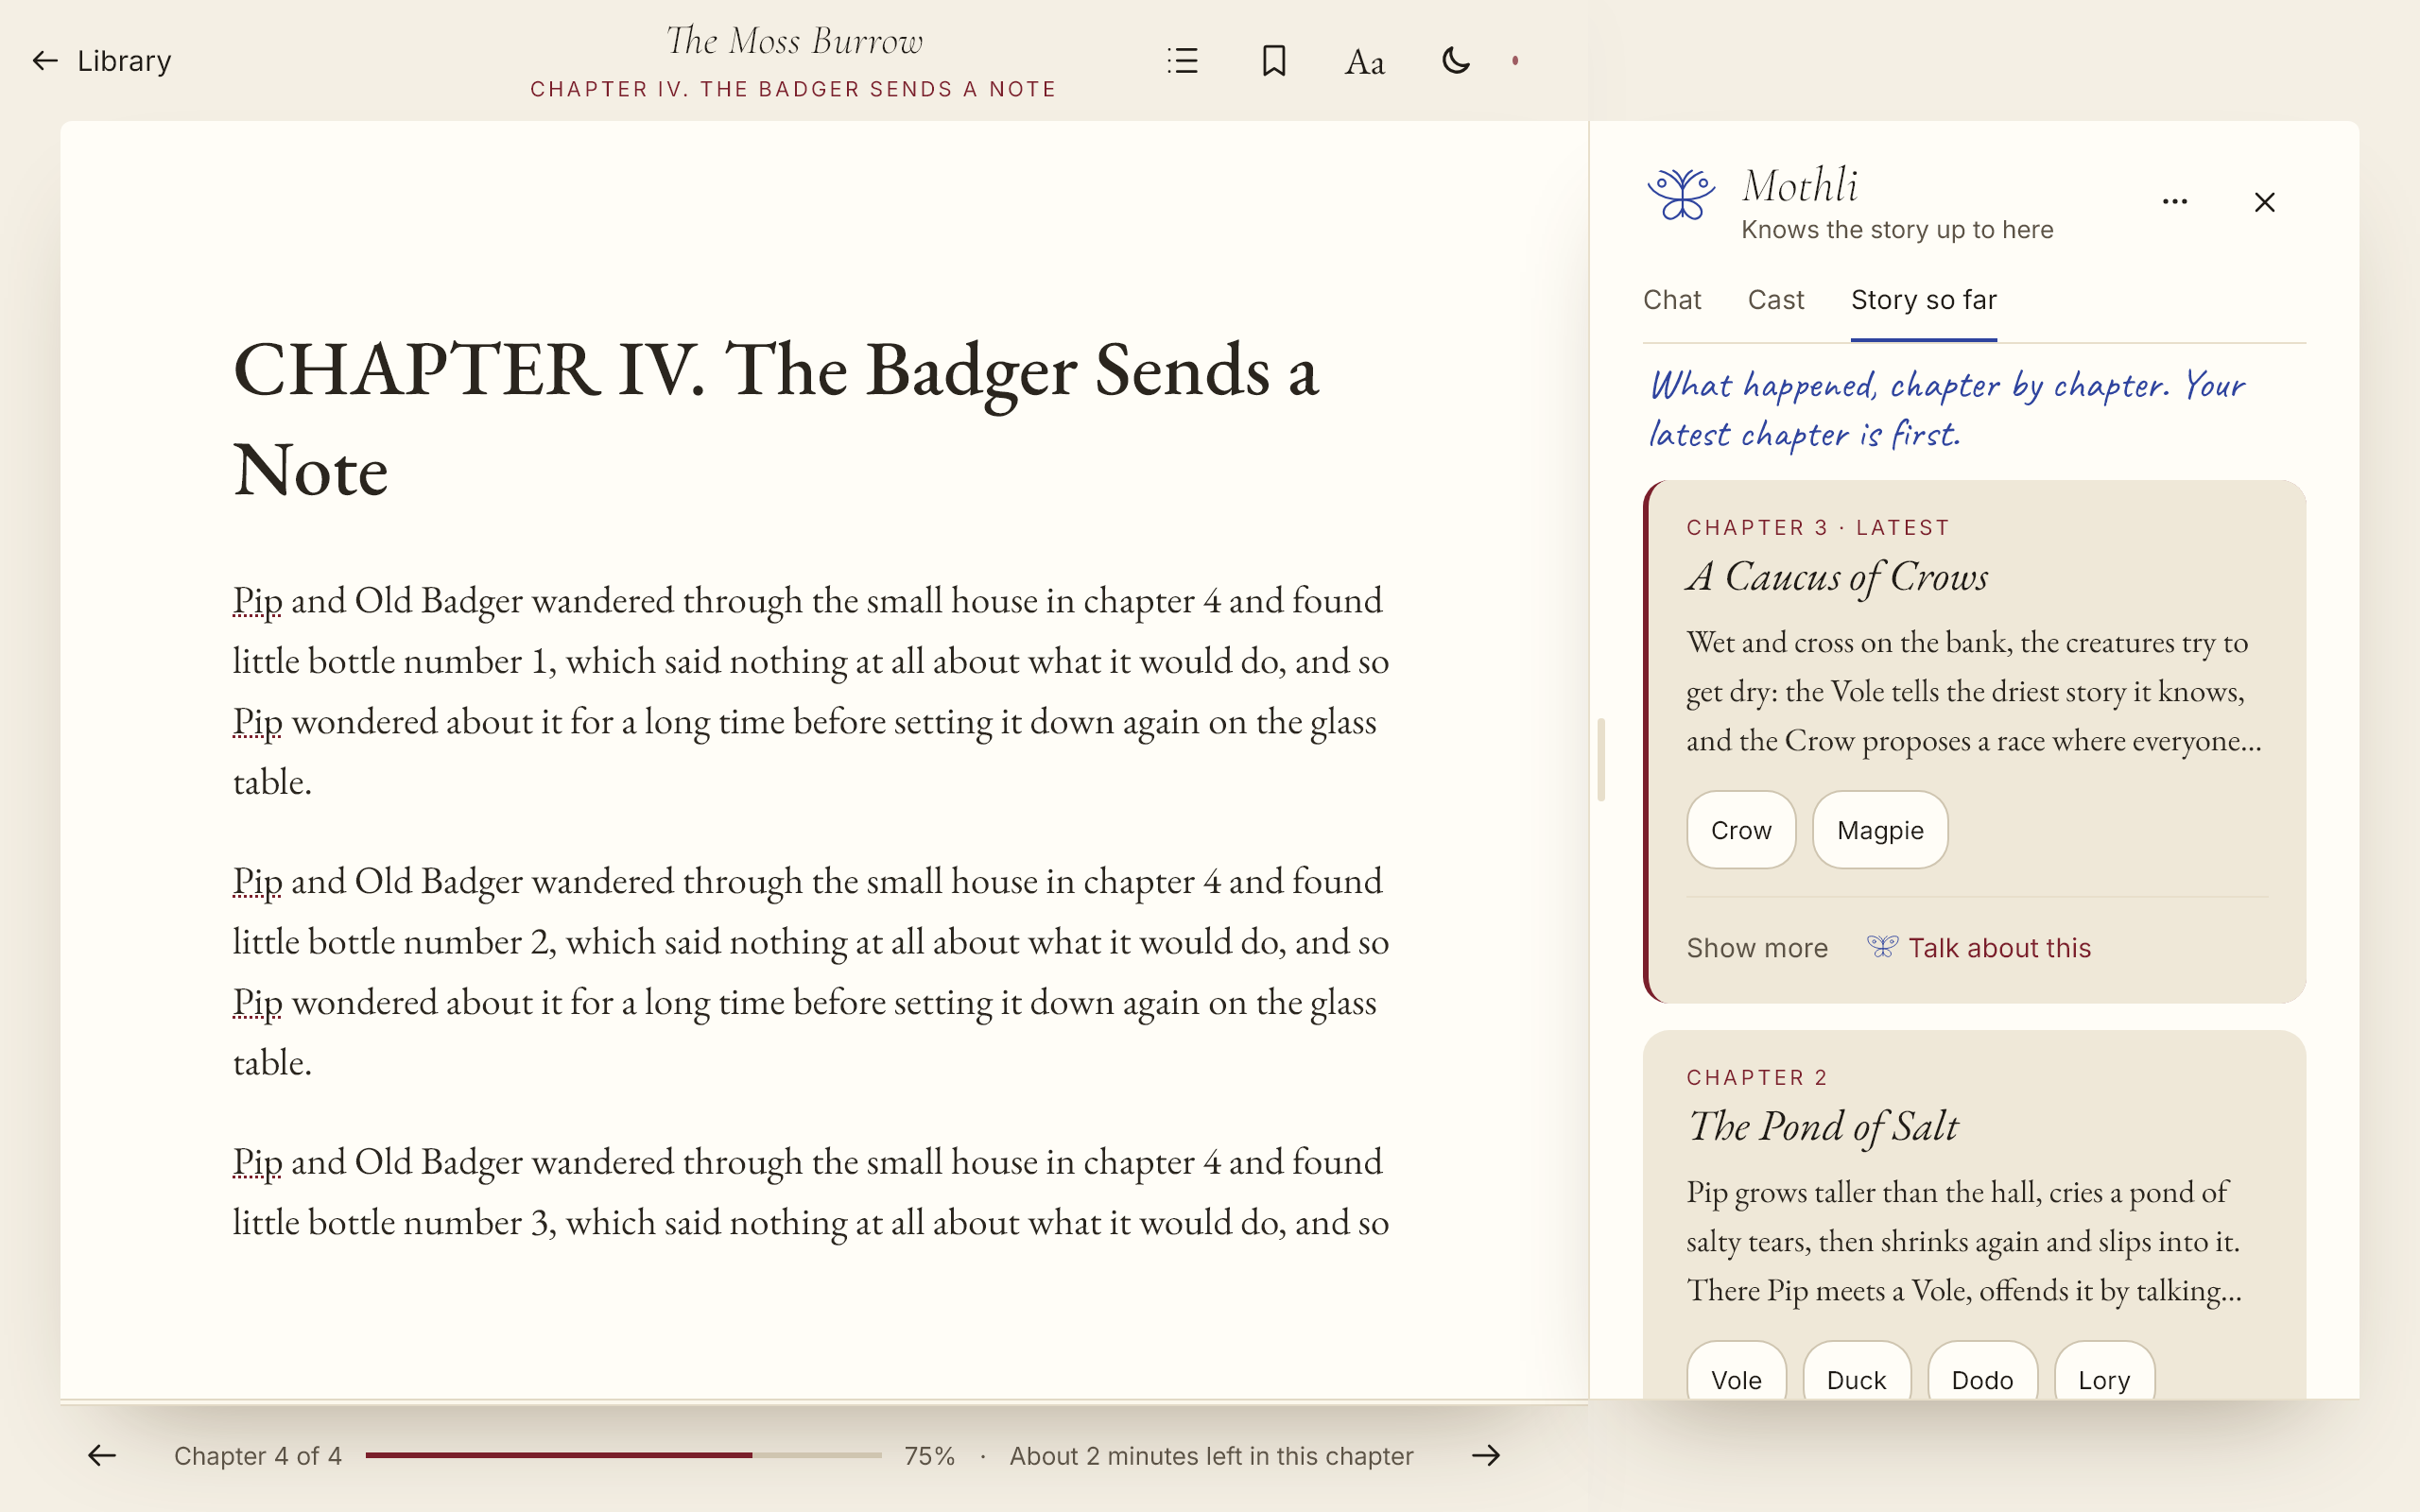 Library
The Moss Burrow
CHAPTER IV. THE BADGER SENDS A NOTE
Aa
CHAPTER IV. The Badger Sends a
Note
Pip and Old Badger wandered through the small house in chapter 4 and found
little bottle number 1, which said nothing at all about what it would do, and so
Pip wondered about it for a long time before setting it down again on the glass
table.
Pip and Old Badger wandered through the small house in chapter 4 and found
little bottle number 2, which said nothing at all about what it would do, and so
Pip wondered about it for a long time before setting it down again on the glass
table.
Pip and Old Badger wandered through the small house in chapter 4 and found
little bottle number 3, which said nothing at all about what it would do, and so
Chapter 4 of 4
75% · About 2 minutes left in this chapter
Mothli
Knows the story up to here
Chat Cast Story so far
What happened, chapter by chapter. Your
latest chapter is first.
CHAPTER 3 · LATEST
A Caucus of Crows
Wet and cross on the bank, the creatures try to
get dry: the Vole tells the driest story it knows,
and the Crow proposes a race where everyone...
Crow Magpie
Show more Talk about this
CHAPTER 2
The Pond of Salt
Pip grows taller than the hall, cries a pond of
salty tears, then shrinks again and slips into it.
There Pip meets a Vole, offends it by talking...
Vole Duck Dodo Lory